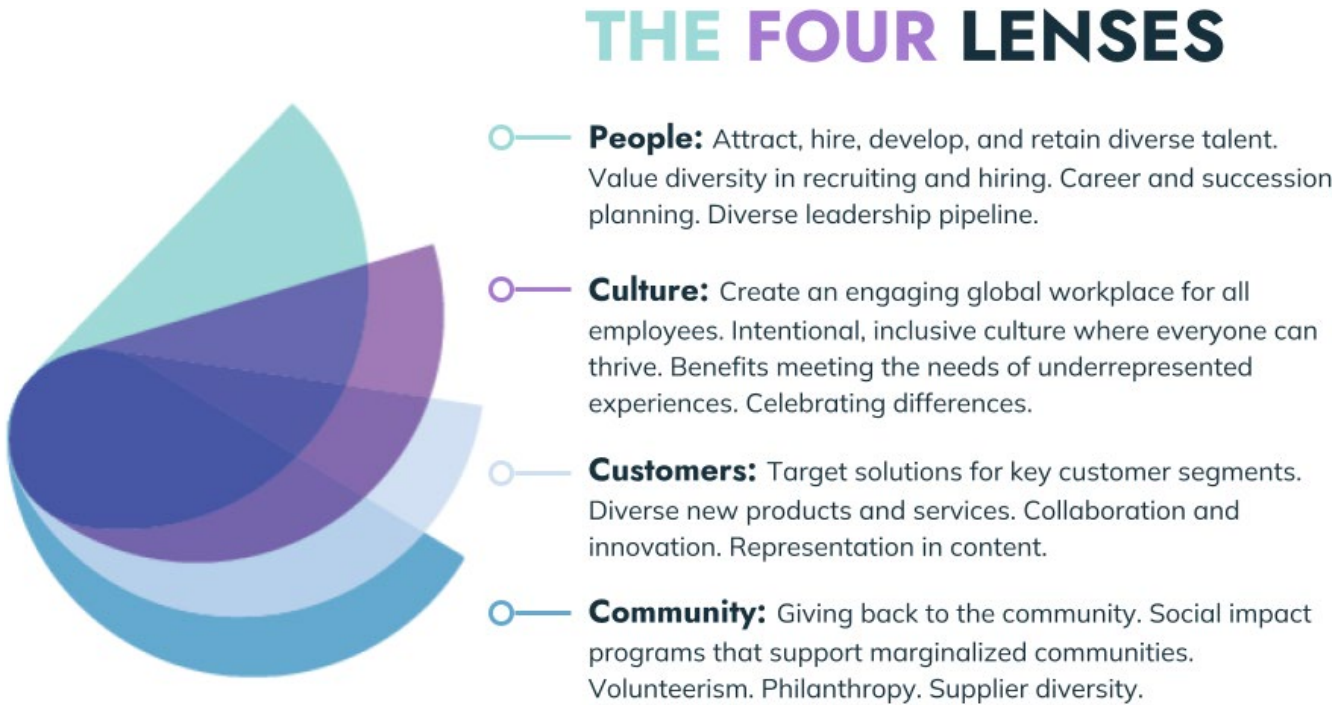 THE FOUR LENSES
People: Attract, hire, develop, and retain diverse talent.
Value diversity in recruiting and hiring. Career and succession
planning. Diverse leadership pipeline.
Culture: Create an engaging global workplace for all
employees. Intentional, inclusive culture where everyone can
thrive. Benefits meeting the needs of underrepresented
experiences. Celebrating differences.
Customers: Target solutions for key customer segments.
Diverse new products and services. Collaboration and
innovation. Representation in content.
Community: Giving back to the community. Social impact
programs that support marginalized communities.
Volunteerism. Philanthropy. Supplier diversity.